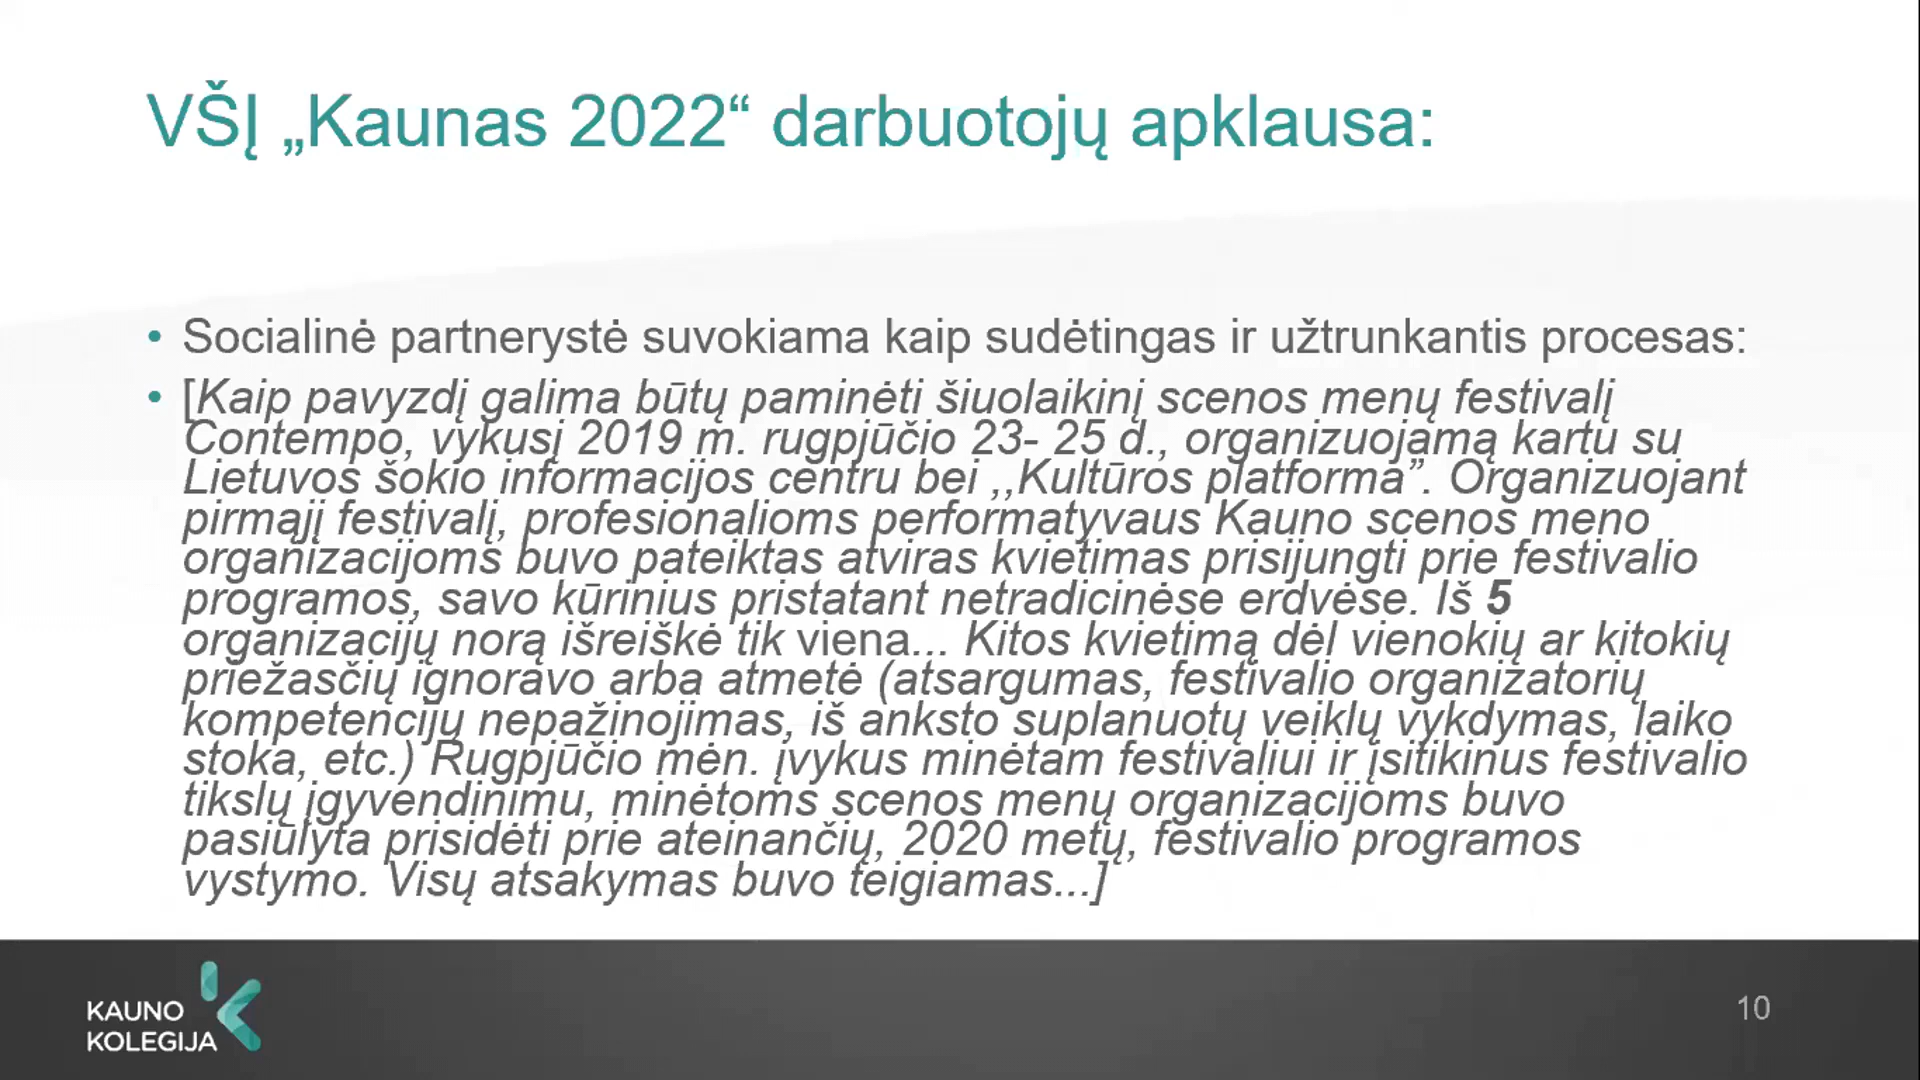 VŠĮ „Kaunas 2022“ darbuotojų apklausa:
• Socialinė partnerystė suvokiama kaip sudėtingas ir užtrunkantis procesas:
• [Kaip pavyzdį galima būtų paminėti šiuolaikinį scenos menų festivalį
Contempo, vykusį 2019 m. rugpjūčio 23- 25 d., organizuojamą kartu su
Lietuvos šokio informacijos centru bei ,,Kultūros platforma”. Organizuojant
pirmąjį festivalį, profesionalioms performatyvaus Kauno scenos meno
organizacijoms buvo pateiktas atviras kvietimas prisijungti prie festivalio
programos, savo kūrinius pristatant netradicinėse erdvėse. Iš 5
organizacijų norą išreiškė tik viena... Kitos kvietimą dėl vienokių ar kitokių
priežasčių ignoravo arba atmetė (atsargumas, festivalio organizatorių
kompetencijų nepažinojimas, iš anksto suplanuotų veiklų vykdymas, laiko
stoka, etc.) Rugpjūčio mėn. įvykus minėtam festivaliui ir įsitikinus festivalio
tikslų įgyvendinimu, minėtoms scenos menų organizacijoms buvo
pasiūlyta prisidėti prie ateinančių, 2020 metų, festivalio programos
vystymo. Visų atsakymas buvo teigiamas...]
KAUNO
KOLEGIJA
10